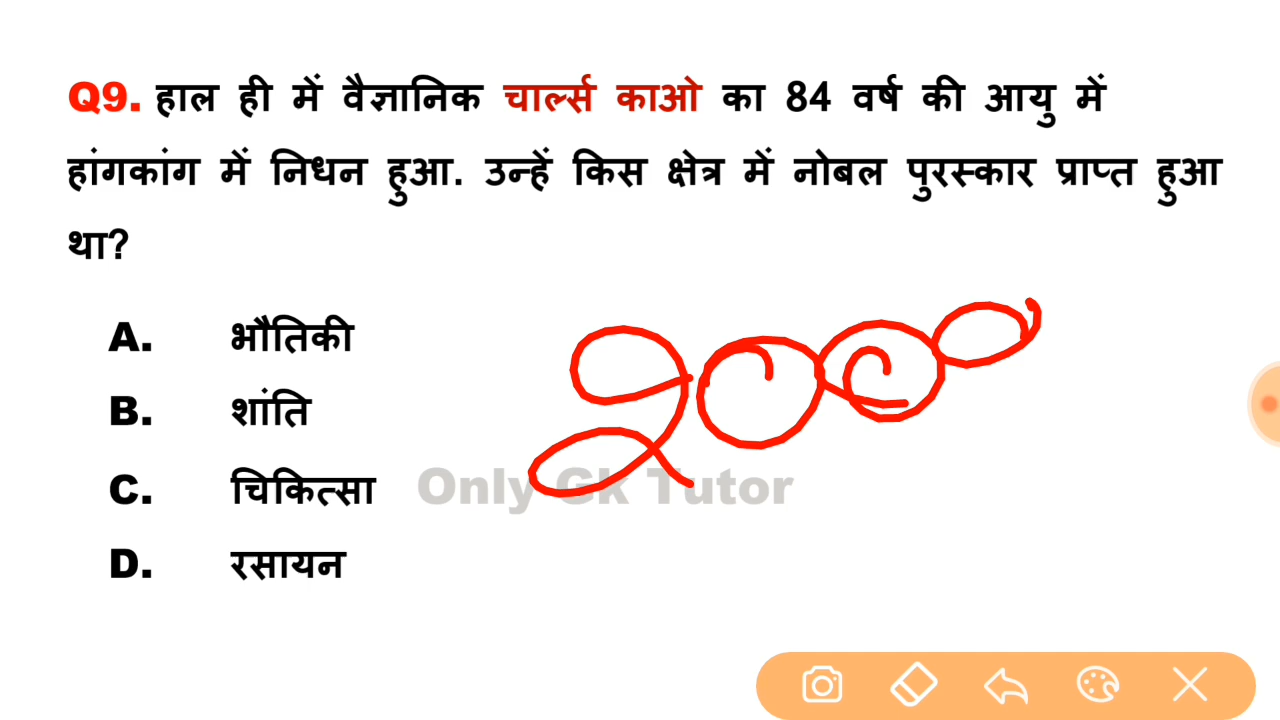 Q9. हाल ही में वैज्ञानिक चार्ल्स काओ का 84 वर्ष की आयु में
हांगकांग में निधन हुआ. उन्हें किस क्षेत्र में नोबल पुरस्कार प्राप्त हुआ
था?
A. भौतिकी
B. शांति
C. चिकित्सा
D. रसायन
Only Gk Tutor